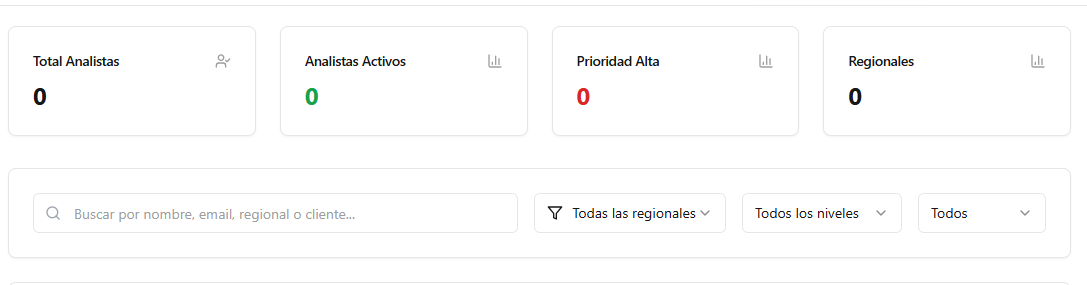 Total Analistas
0
Analistas Activos
0
Prioridad Alta
0
Regionales
0
Buscar por nombre, email, regional o cliente...
Todas las regionales
Todos los niveles
Todos